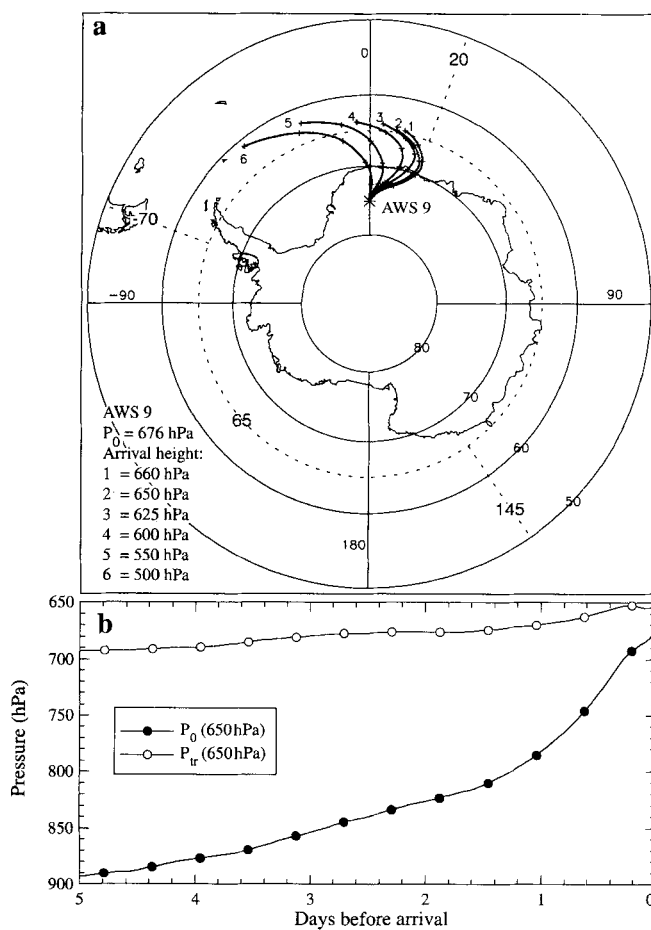 a
0
20
5
4
3
2
1
6
AWS 9
-70
-90
90
80
70
65
60
50
145
180
AWS 9
P0 = 676 hPa
Arrival height:
1 = 660 hPa
2 = 650 hPa
3 = 625 hPa
4 = 600 hPa
5 = 550 hPa
6 = 500 hPa
b
650
700
750
800
850
900
Pressure (hPa)
P0 (650hPa)
Ptr (650hPa)
5 4 3 2 1 0
Days before arrival